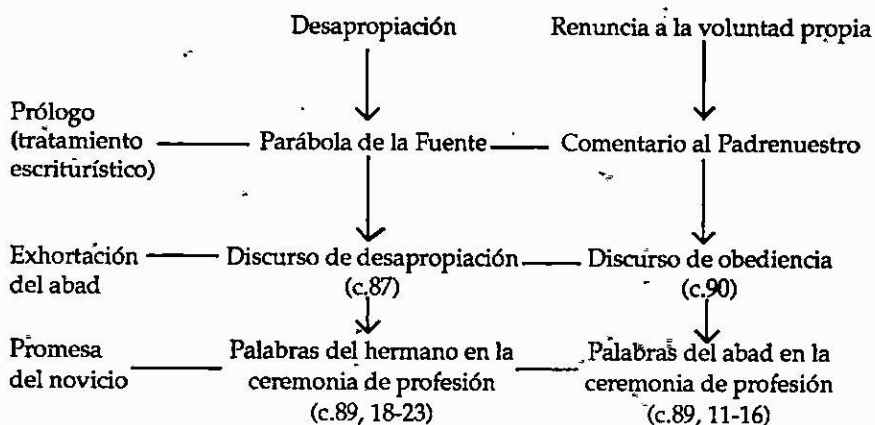 Desapropiación Renuncia a la voluntad propia
Prólogo
(tratamiento Parábola de la Fuente Comentario al Padrenuestro
escriturístico)
Exhortación Discurso de desapropiación Discurso de obediencia
del abad (c.87) (c.90)
Promesa Palabras del hermano en la Palabras del abad en la
del novicio ceremonia de profesión ceremonia de profesión
(c.89, 18-23) (c.89, 11-16)